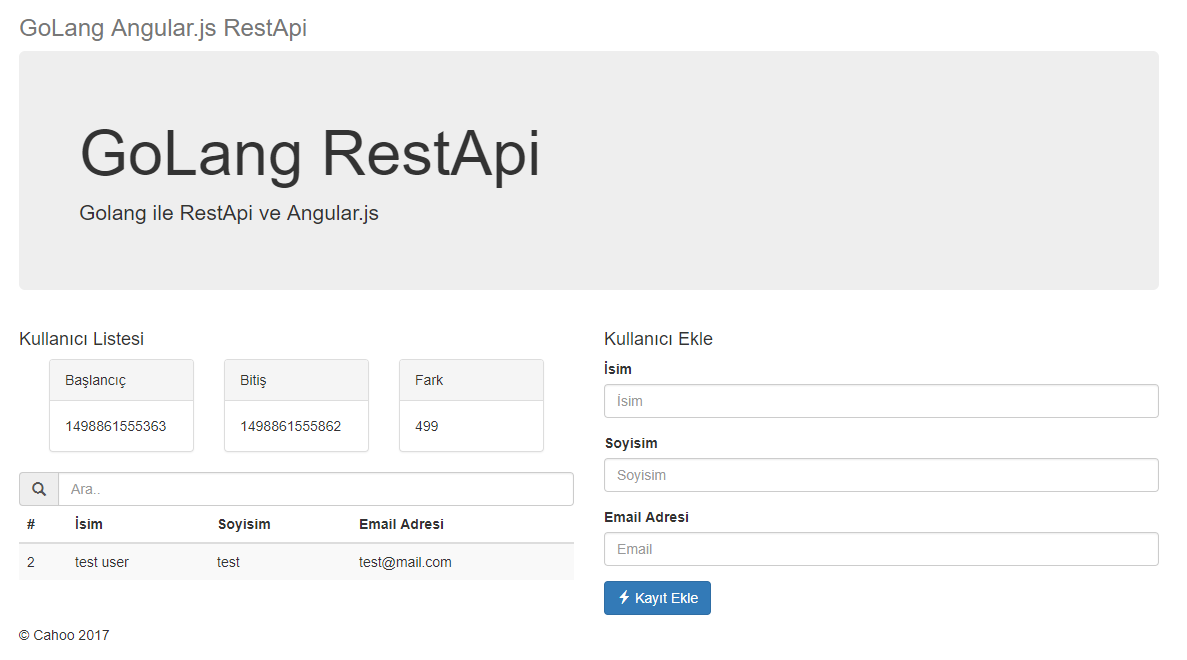 GoLang Angular.js RestApi
GoLang RestApi
Golang ile RestApi ve Angular.js
Kullanıcı Listesi
Başlancıç
Bitiş
Fark
1498861555363
1498861555862
499
Ara..
# İsim Soyisim Email Adresi
2 test user test test@mail.com
Kullanıcı Ekle
İsim
İsim
Soyisim
Soyisim
Email Adresi
Email
Kayıt Ekle
© Cahoo 2017